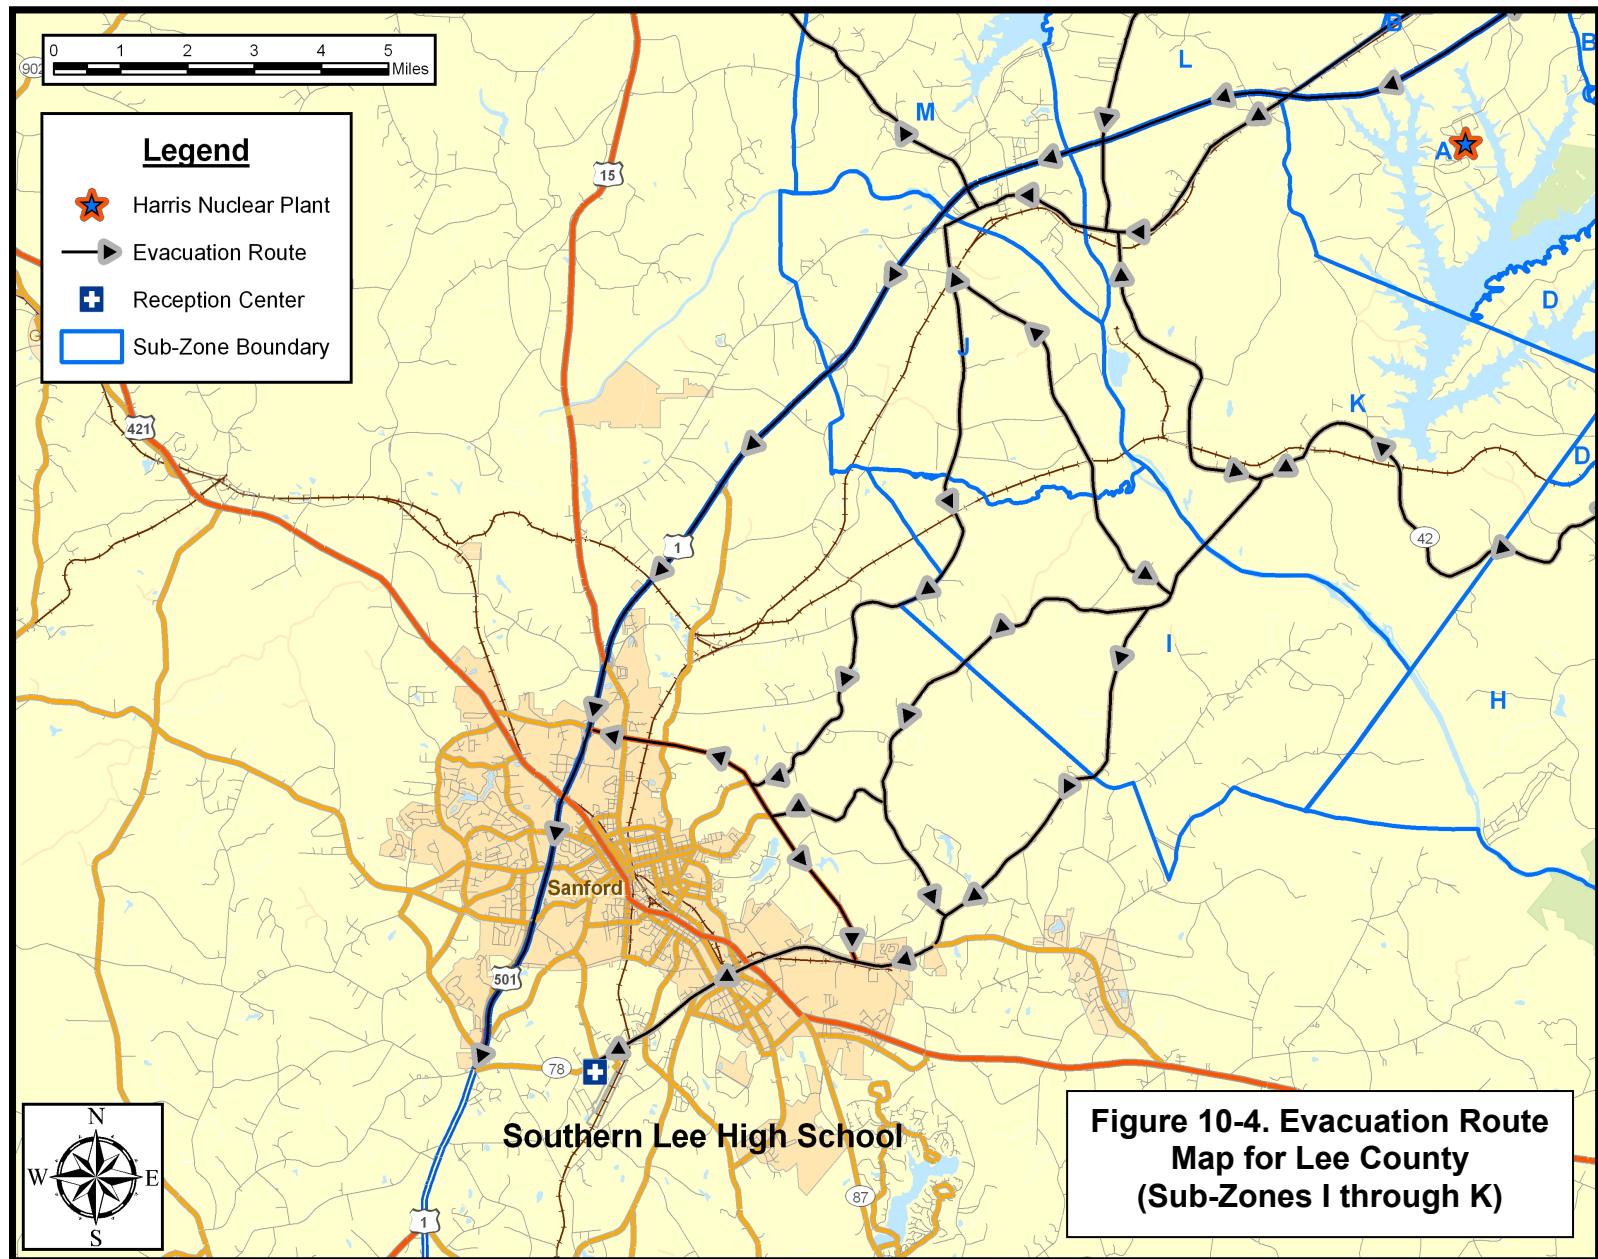 0 1 2 3 4 5
Miles
902
Legend
Harris Nuclear Plant
Evacuation Route
Reception Center
Sub-Zone Boundary
B
B
L
M
15
A
D
J
K
421
D
1
42
I
H
Sanford
501
78
Southern Lee High School
87
1
N
W E
S
Figure 10-4. Evacuation Route
Map for Lee County
(Sub-Zones I through K)